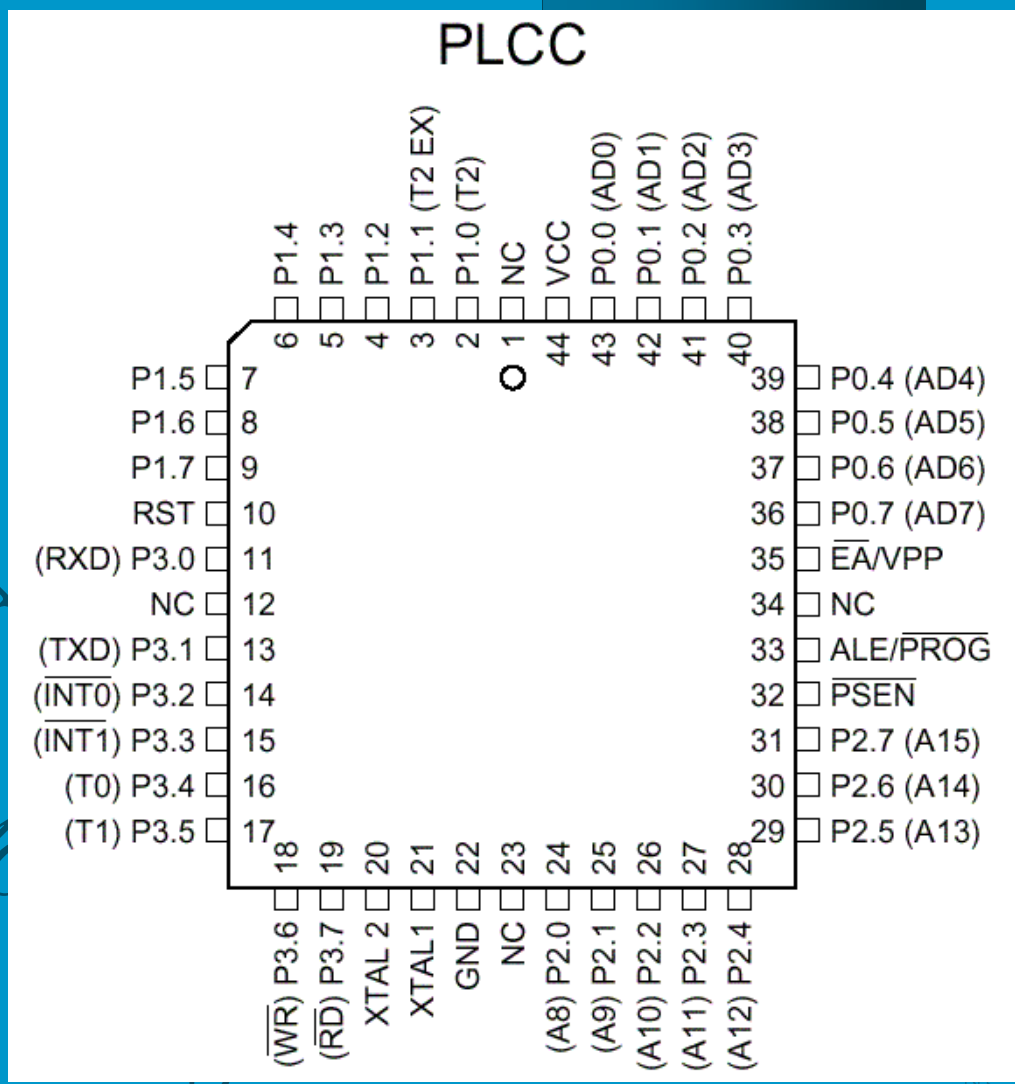 PLCC
P1.4
P1.3
P1.2
P1.1 (T2 EX)
P1.0 (T2)
NC
VCC
P0.0 (AD0)
P0.1 (AD1)
P0.2 (AD2)
P0.3 (AD3)
6
5
4
3
2
1
44
43
42
41
40
P1.5 7
P1.6 8
P1.7 9
RST 10
(RXD) P3.0 11
NC 12
(TXD) P3.1 13
(I̅N̅T̅0̅) P3.2 14
(I̅N̅T̅1̅) P3.3 15
(T0) P3.4 16
(T1) P3.5 17
39 P0.4 (AD4)
38 P0.5 (AD5)
37 P0.6 (AD6)
36 P0.7 (AD7)
35 E̅A̅/VPP
34 NC
33 ALE/P̅R̅O̅G̅
32 P̅S̅E̅N̅
31 P2.7 (A15)
30 P2.6 (A14)
29 P2.5 (A13)
18
19
20
21
22
23
24
25
26
27
28
(W̅R̅) P3.6
(R̅D̅) P3.7
XTAL 2
XTAL1
GND
NC
(A8) P2.0
(A9) P2.1
(A10) P2.2
(A11) P2.3
(A12) P2.4